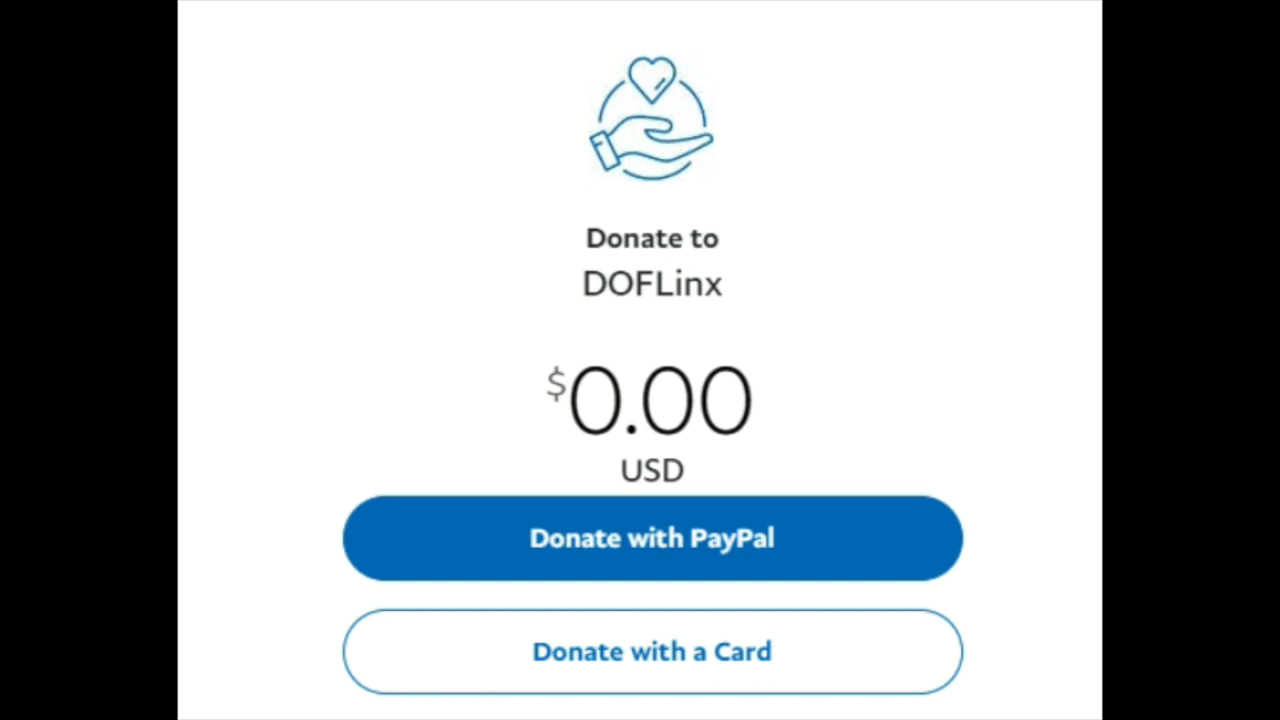 Donate to
DOFLinx
$0.00
USD
Donate with PayPal
Donate with a Card